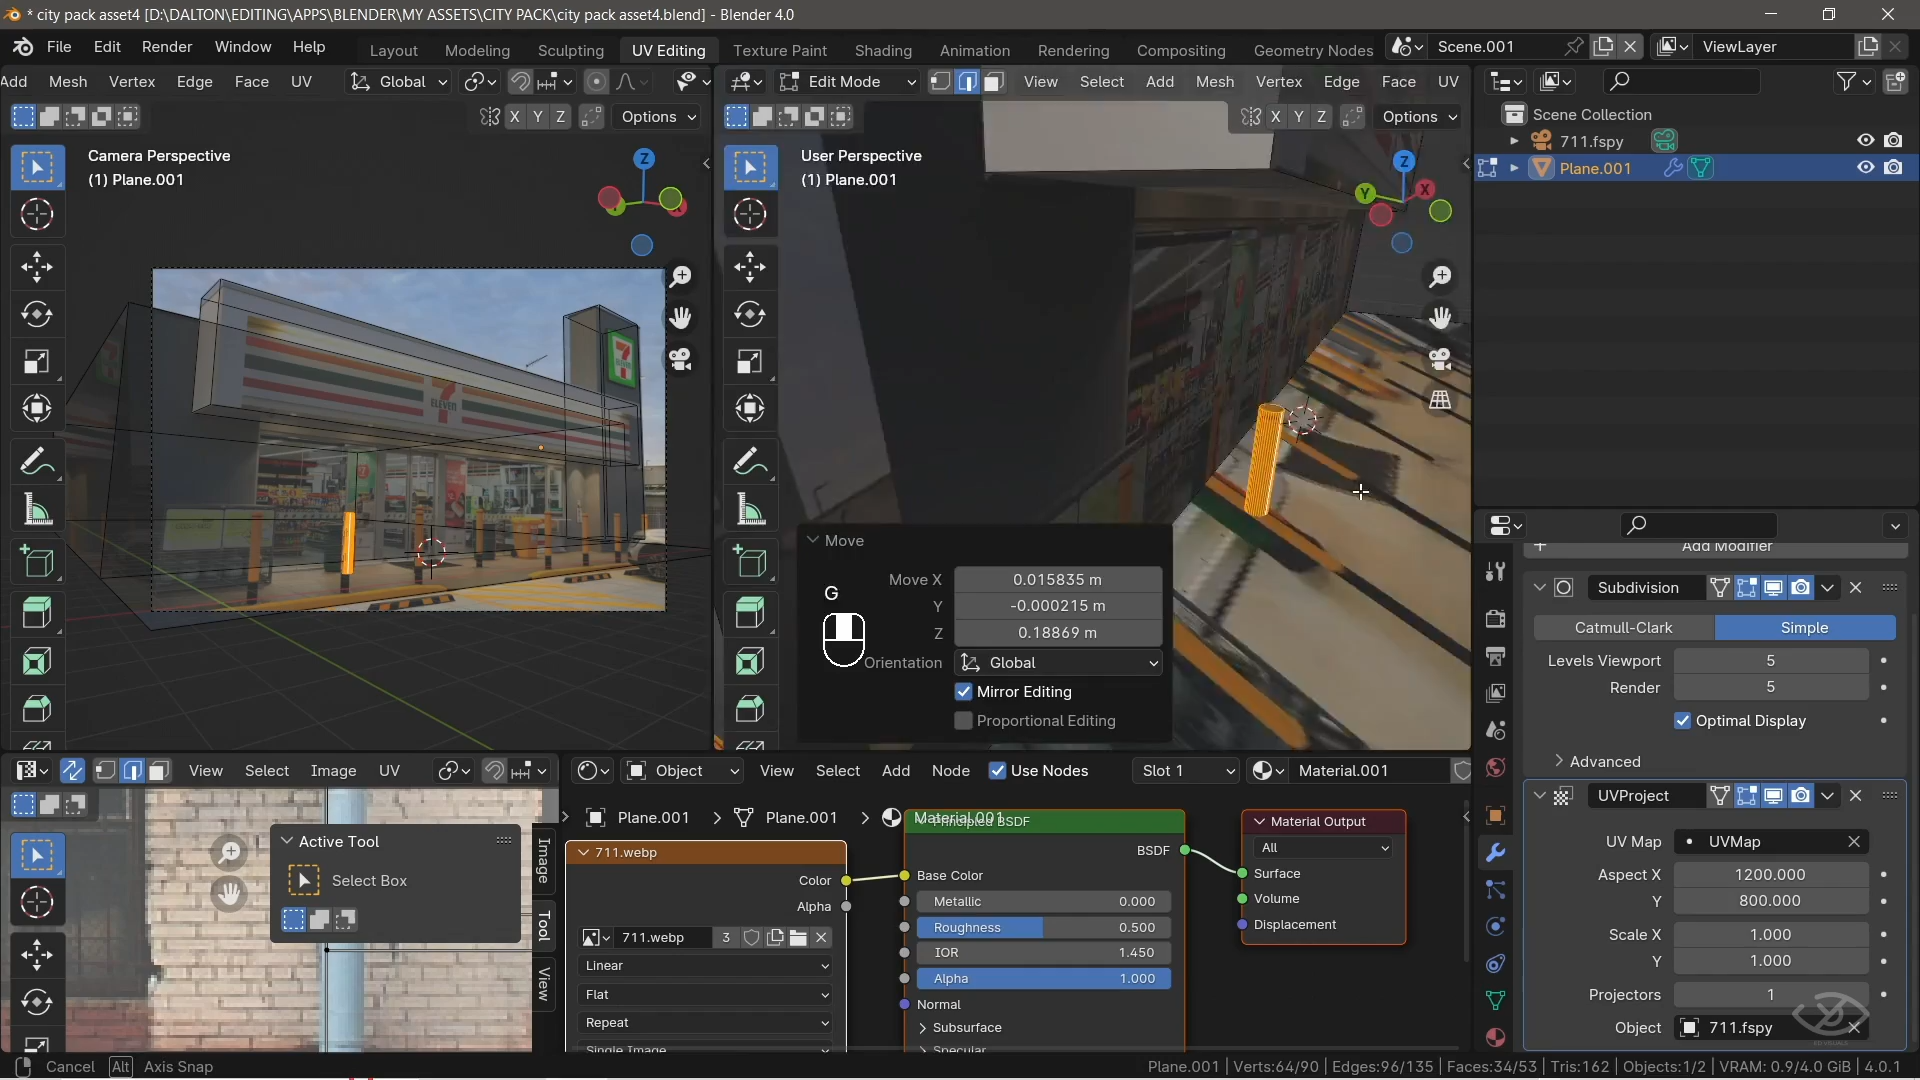 * city pack asset4 [D:\DALTON\EDITING\APPS\BLENDER\MY ASSETS\CITY PACK\city pack asset4.blend] - Blender 4.0
File Edit Render Window Help
Layout Modeling Sculpting UV Editing Texture Paint Shading Animation Rendering Compositing Geometry Nodes
Scene.001
ViewLayer
Add Mesh Vertex Edge Face UV
Global
Edit Mode
View Select Add Mesh Edge Vertex Face UV
X Y Z
Options
X Y Z
Options
Camera Perspective
(1) Plane.001
User Perspective
(1) Plane.001
Z
Z
Y
X
Scene Collection
711.fspy
Plane.001
7
ELEVEN
Move
Move X 0.015835 m
Y -0.000215 m
Z 0.18869 m
Orientation Global
Mirror Editing
Proportional Editing
G
Add Modifier
Subdivision
Catmull-Clark Simple
Levels Viewport 5
Render 5
Optimal Display
Advanced
UVProject
UV Map UVMap
Aspect X 1200.000
Y 800.000
Scale X 1.000
Y 1.000
Projectors 1
Object 711.fspy
View Select Image UV
Active Tool
Select Box
Image
Tool
View
Object
View Select Add Node Use Nodes Slot 1 Material.001
Plane.001 Plane.001 Material.001
711.webp
Color
Alpha
711.webp 3
Linear
Flat
Repeat
Single Image
Principled BSDF
BSDF
Base Color
Metallic 0.000
Roughness 0.500
IOR 1.450
Alpha 1.000
Normal
Subsurface
Specular
Material Output
All
Surface
Volume
Displacement
Cancel Alt Axis Snap
Plane.001 | Verts:64/90 | Edges:96/135 | Faces:34/53 | Tris:162 | Objects:1/2 | VRAM: 0.9/4.0 GiB | 4.0.1